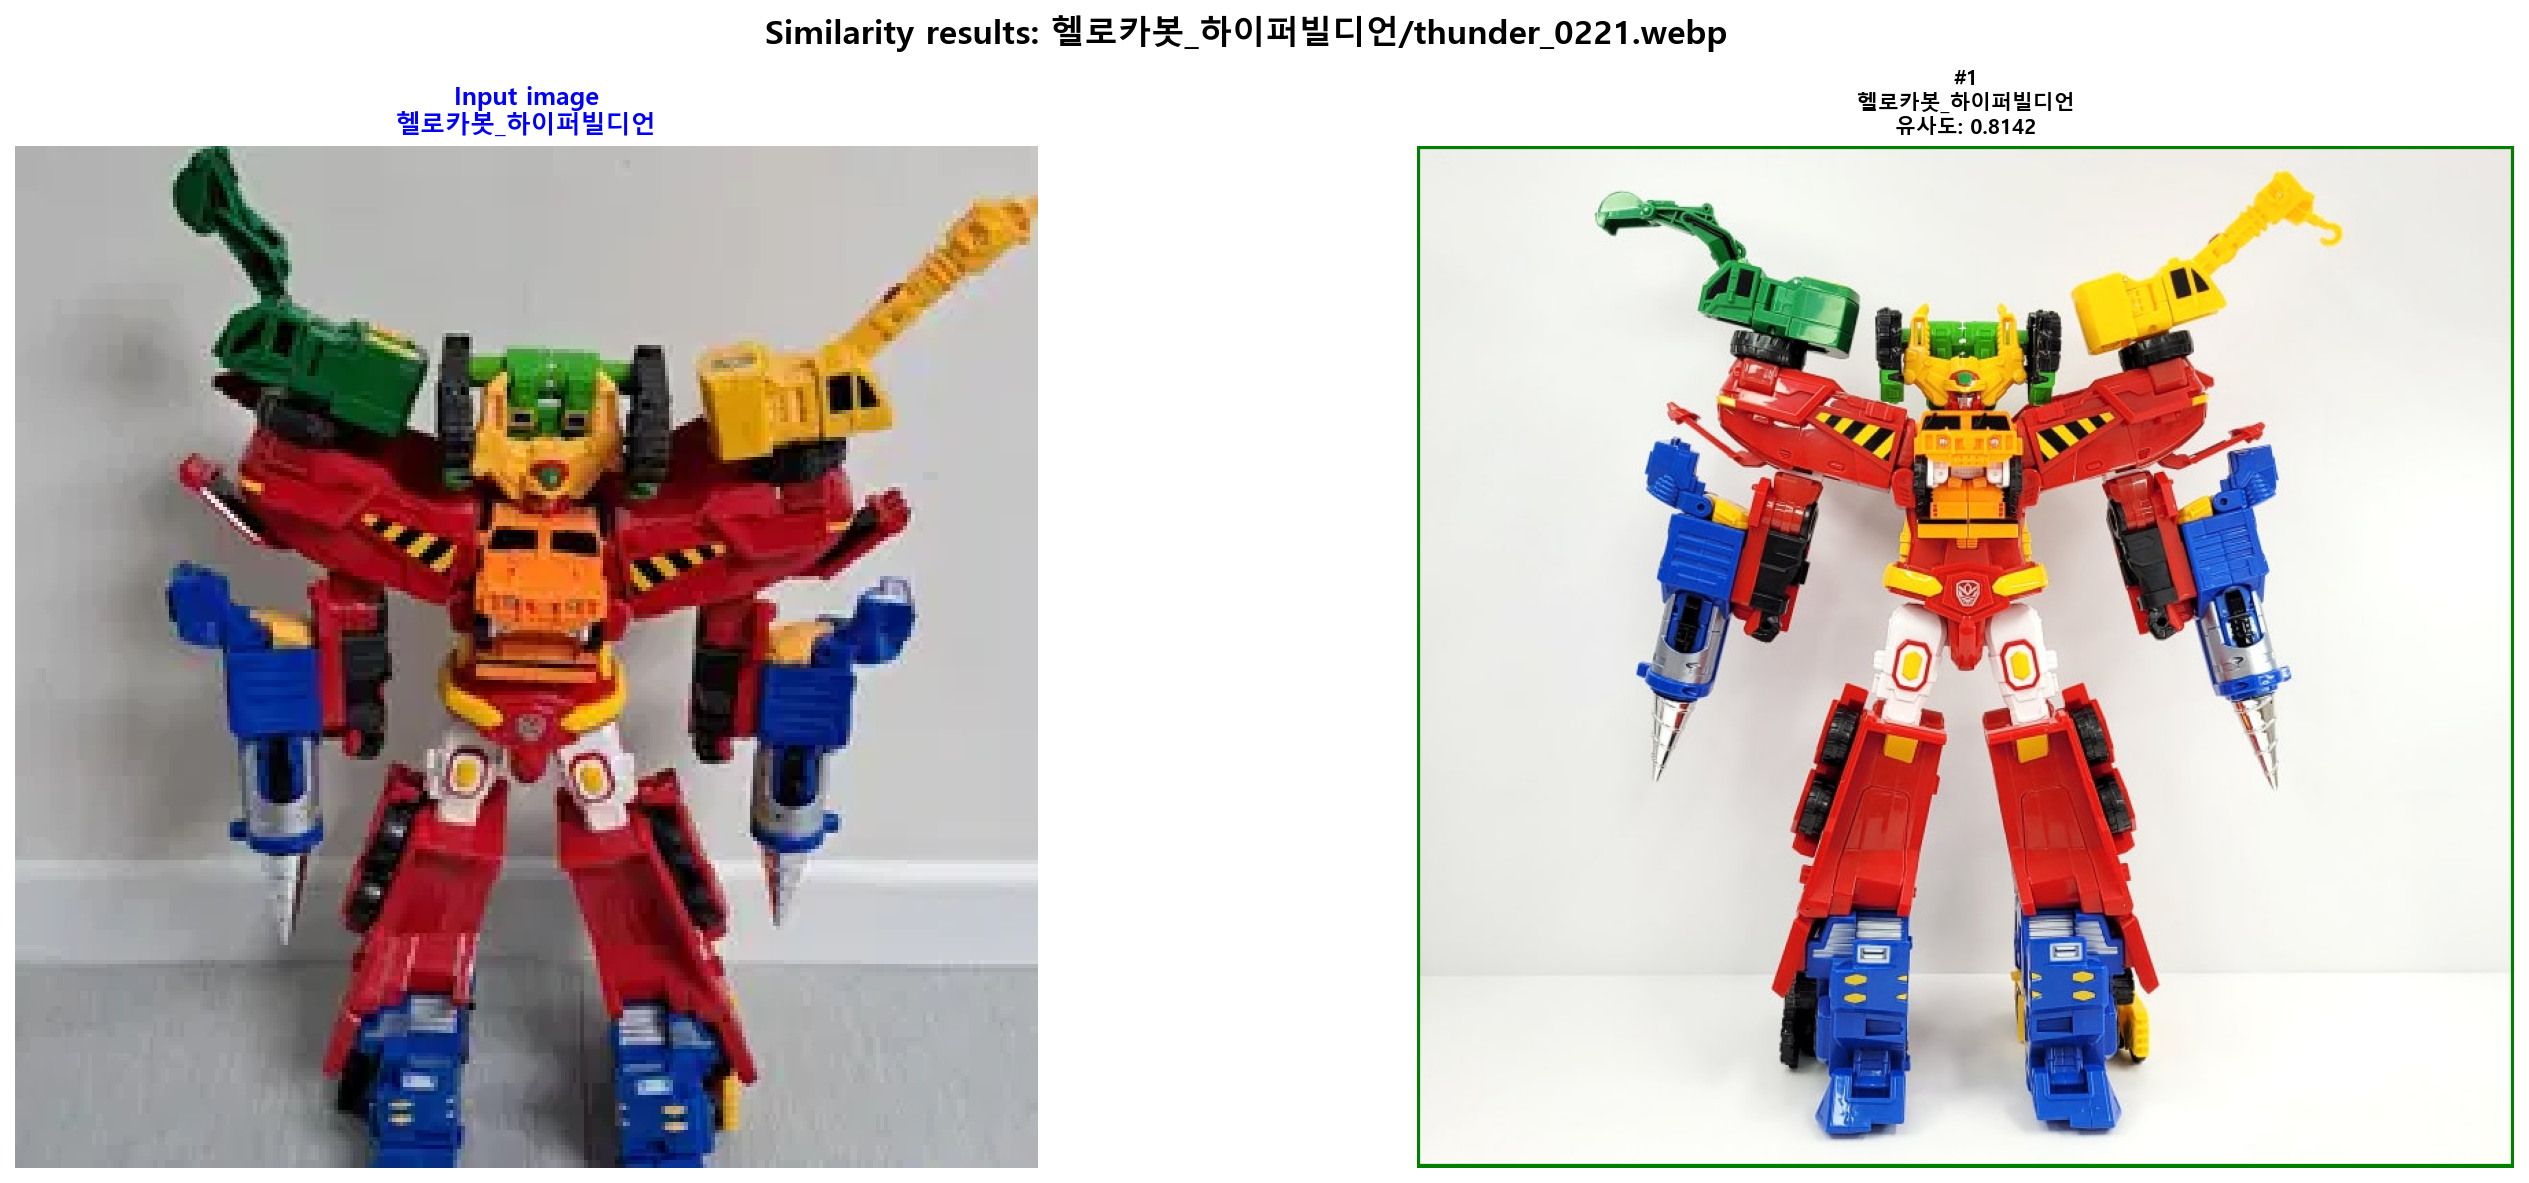 Similarity results: 헬로카봇_하이퍼빌디언/thunder_0221.webp
Input image
헬로카봇_하이퍼빌디언
#1
헬로카봇_하이퍼빌디언
유사도: 0.8142